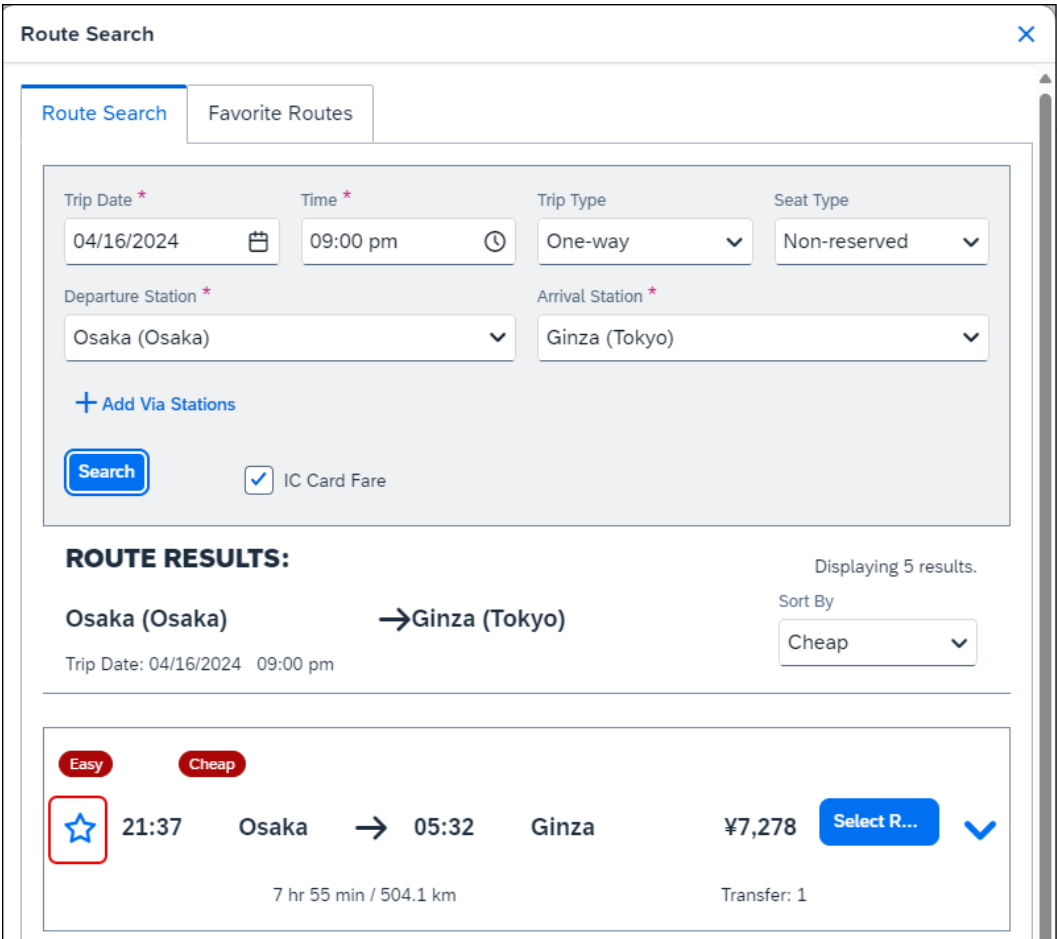 Route Search
Route Search Favorite Routes
Trip Date * Time * Trip Type Seat Type
04/16/2024 09:00 pm One-way Non-reserved
Departure Station * Arrival Station *
Osaka (Osaka) Ginza (Tokyo)
Add Via Stations
Search IC Card Fare
ROUTE RESULTS:
Displaying 5 results.
Sort By
Osaka (Osaka) →Ginza (Tokyo)
Cheap
Trip Date: 04/16/2024 09:00 pm
Easy Cheap
21:37 Osaka → 05:32 Ginza ¥7,278 Select R...
7 hr 55 min / 504.1 km Transfer: 1